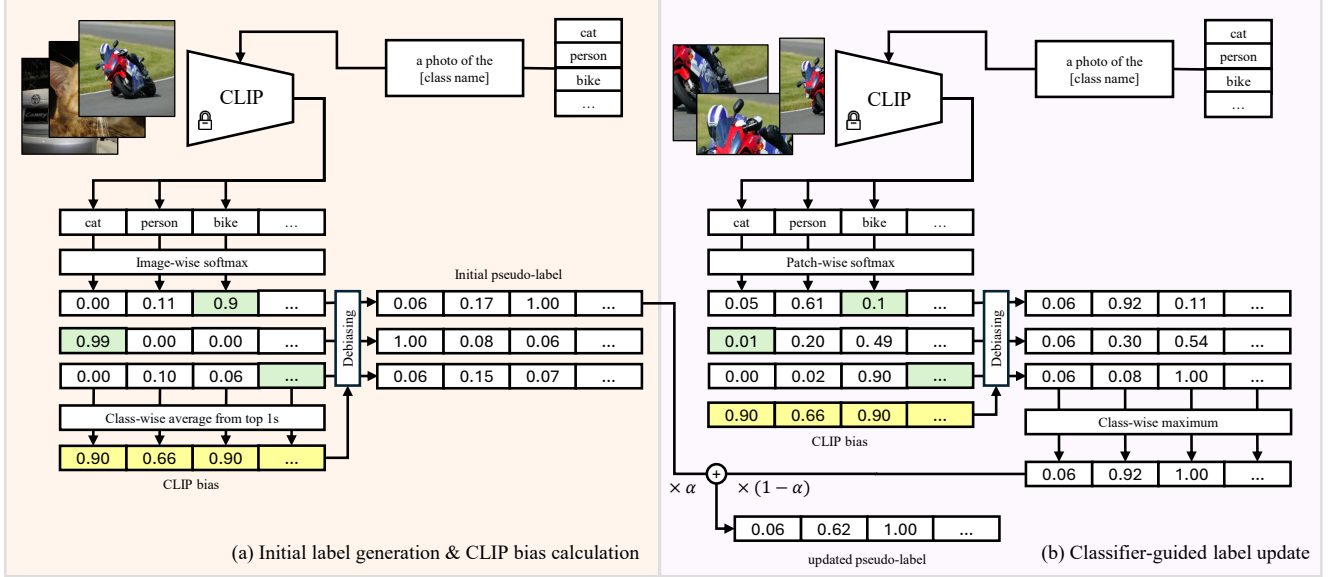 cat
person
bike
…
a photo of the
[class name]
CLIP
cat person bike …
Image-wise softmax
Initial pseudo-label
0.00 0.11 0.9 ...
0.06 0.17 1.00 ...
0.99 0.00 0.00 ...
Debiasing
1.00 0.08 0.06 ...
0.00 0.10 0.06 ...
0.06 0.15 0.07 ...
Class-wise average from top 1s
0.90 0.66 0.90 ...
CLIP bias
(a) Initial label generation & CLIP bias calculation
cat
person
bike
…
a photo of the
[class name]
CLIP
cat person bike …
Patch-wise softmax
0.05 0.61 0.1 ...
0.06 0.92 0.11 ...
0.01 0.20 0. 49 ...
Debiasing
0.06 0.30 0.54 ...
0.00 0.02 0.90 ...
0.06 0.08 1.00 ...
0.90 0.66 0.90 ...
CLIP bias
Class-wise maximum
0.06 0.92 1.00 ...
× α + × (1 − α)
0.06 0.62 1.00 ...
updated pseudo-label
(b) Classifier-guided label update